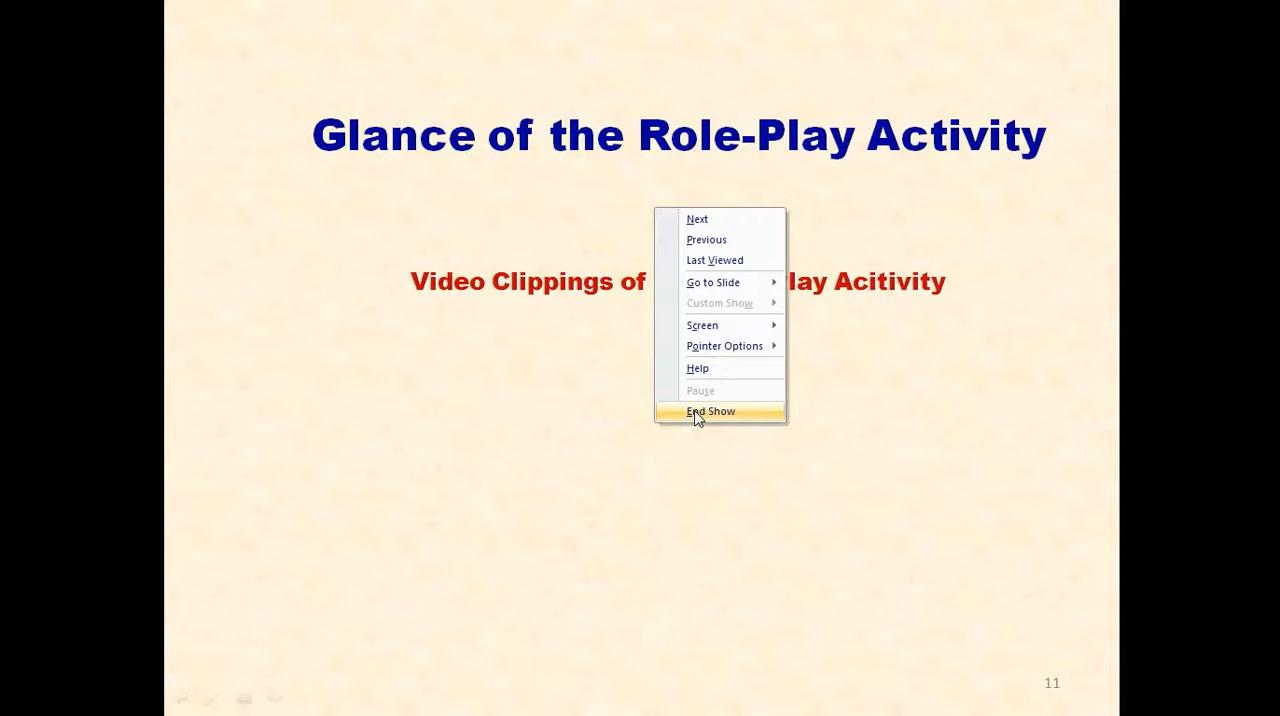 Glance of the Role-Play Activity
Video Clippings of lay Acitivity
Next
Previous
Last Viewed
Go to Slide
Custom Show
Screen
Pointer Options
Help
Pause
End Show
11